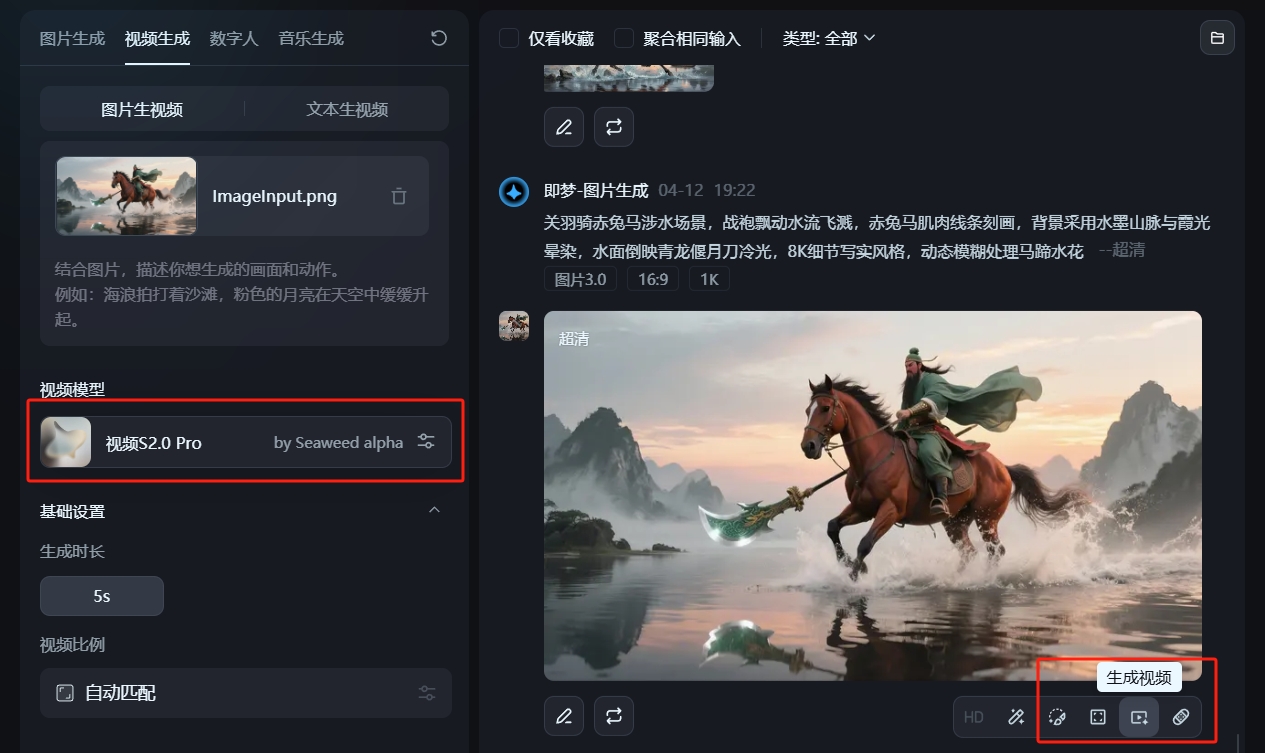 图片生成 视频生成 数字人 音乐生成
图片生视频 文本生视频
ImageInput.png
结合图片，描述你想生成的画面和动作。
例如：海浪拍打着沙滩，粉色的月亮在天空中缓缓升
起。
视频模型
视频S2.0 Pro by Seaweed alpha
基础设置
生成时长
5s
视频比例
自动匹配
仅看收藏 聚合相同输入 类型: 全部
即梦-图片生成 04-12 19:22
关羽骑赤兔马涉水场景，战袍飘动水流飞溅，赤兔马肌肉线条刻画，背景采用水墨山脉与霞光
晕染，水面倒映青龙偃月刀冷光，8K细节写实风格，动态模糊处理马蹄水花 --超清
图片3.0 16:9 1K
超清
生成视频
HD